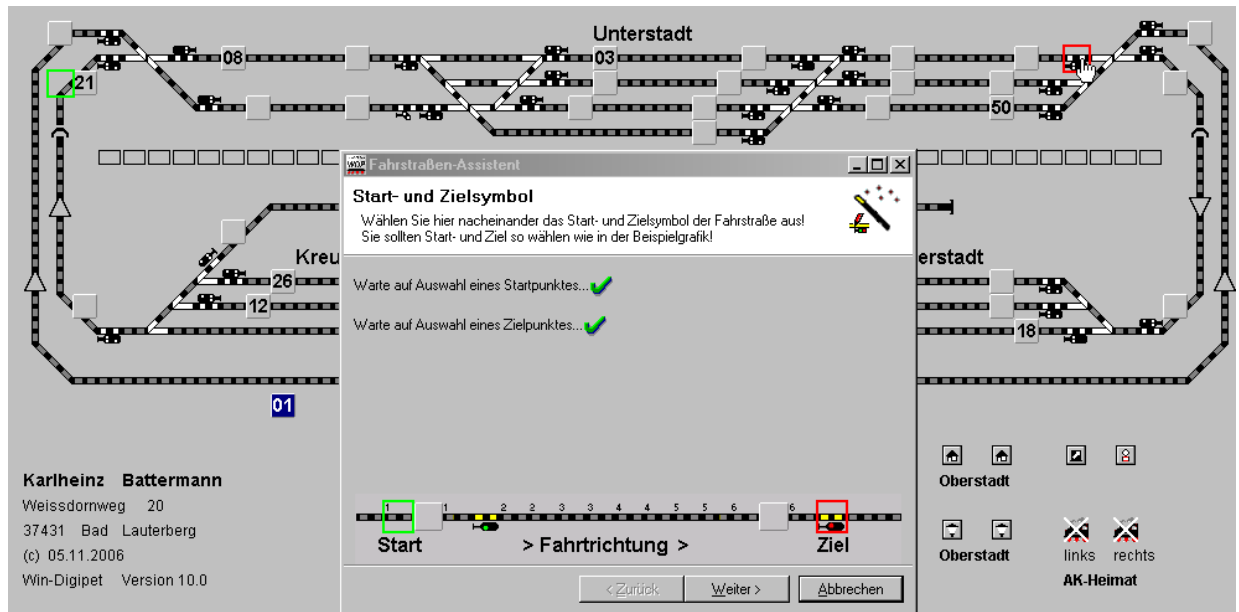 Unterstadt
08
03
21
50
Fahrstraßen-Assistent
Start- und Zielsymbol
Wählen Sie hier nacheinander das Start- und Zielsymbol der Fahrstraße aus!
Sie sollten Start- und Ziel so wählen wie in der Beispielgrafik!
Kreu
erstadt
26
Warte auf Auswahl eines Startpunktes...
12
Warte auf Auswahl eines Zielpunktes...
18
01
Karlheinz Battermann
Weissdornweg 20
37431 Bad Lauterberg
(c) 05.11.2006
Win-Digipet Version 10.0
1 1 2 2 3 3 4 4 5 5 6 6
Start > Fahrtrichtung > Ziel
< Zurück Weiter > Abbrechen
Oberstadt
Oberstadt
links rechts
AK-Heimat